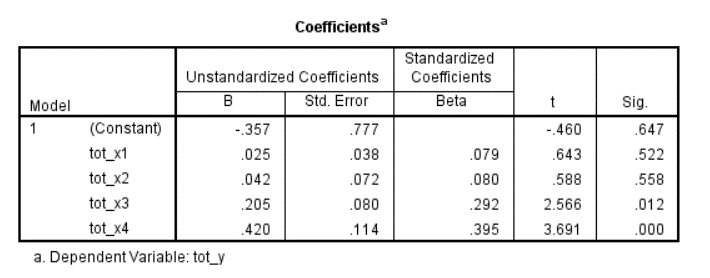 Coefficientsa
Unstandardized Coefficients Standardized Coefficients
Model B Std. Error Beta t Sig.
1 (Constant) -.357 .777 -.460 .647
tot_x1 .025 .038 .079 .643 .522
tot_x2 .042 .072 .080 .588 .558
tot_x3 .205 .080 .292 2.566 .012
tot_x4 .420 .114 .395 3.691 .000
a. Dependent Variable: tot_y